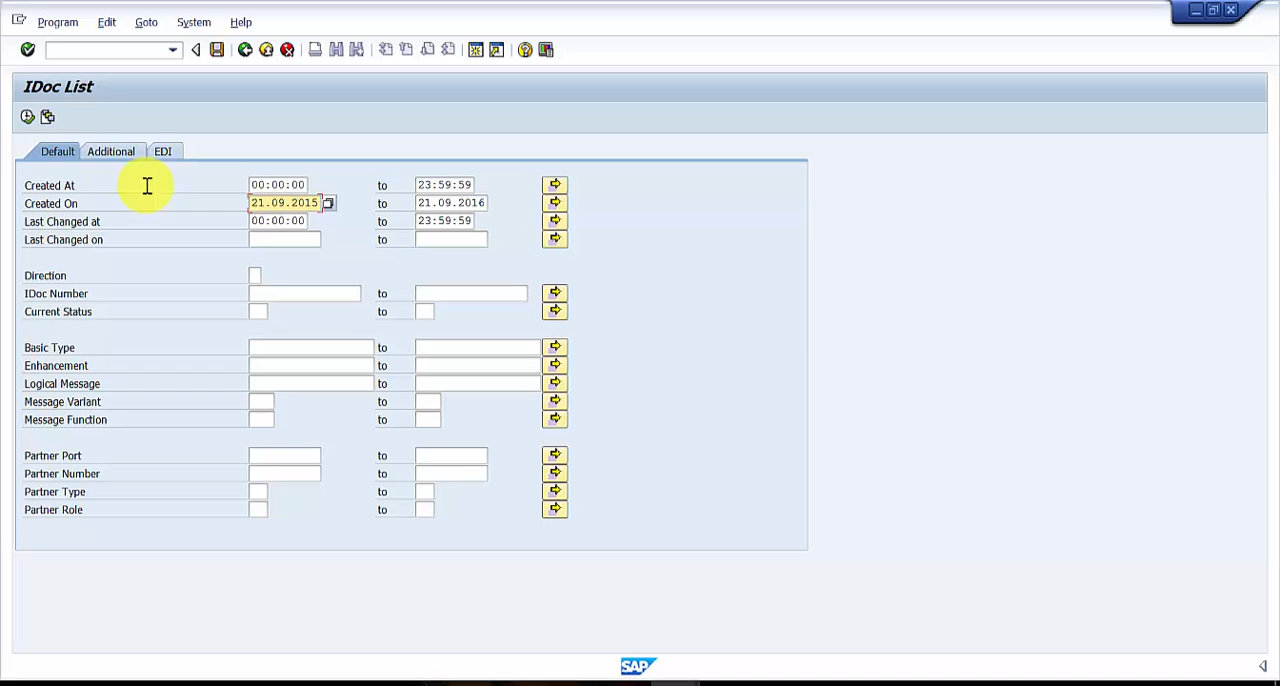 Program Edit Goto System Help
IDoc List
Default Additional EDI
Created At 00:00:00 to 23:59:59
Created On 21.09.2015 to 21.09.2016
Last Changed at 00:00:00 to 23:59:59
Last Changed on to
Direction
IDoc Number to
Current Status to
Basic Type to
Enhancement to
Logical Message to
Message Variant to
Message Function to
Partner Port to
Partner Number to
Partner Type to
Partner Role to
SAP